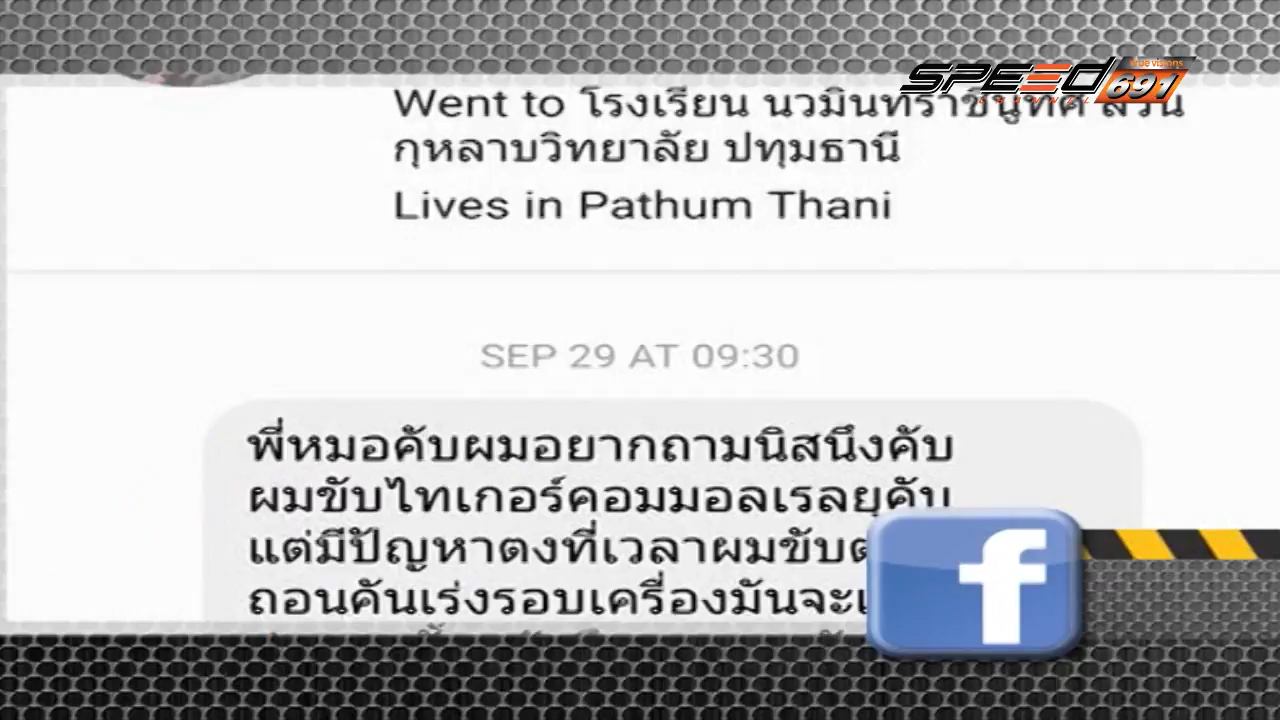 SPEED
CHANNEL
true visions
691
Went to โรงเรียน นวมินทราชินูทิศ สวน
กุหลาบวิทยาลัย ปทุมธานี
Lives in Pathum Thani
SEP 29 AT 09:30
พี่หมอคับผมอยากถามนิสนึงคับ
ผมขับไทเกอร์คอมมอลเรลยุคับ
แต่มีปัญหาตงที่เวลาผมขับ
ถอนคันเร่งรอบเครื่องมันจะ
f